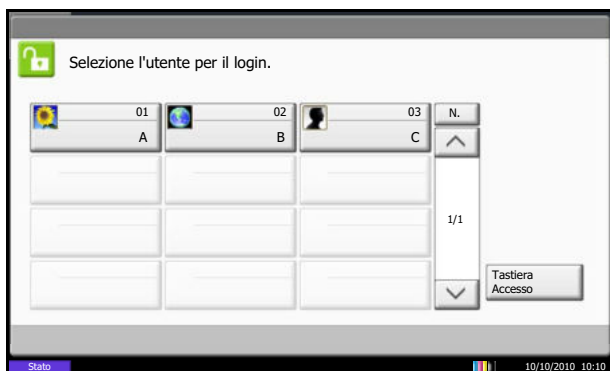 Selezione l'utente per il login.
01 02 03 N.
A B C
1/1
Tastiera
Accesso
Stato 10/10/2010 10:10